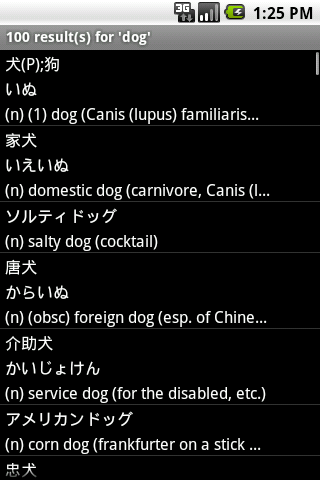 3G 1:25 PM
100 result(s) for 'dog'
犬(P);狗
いぬ
(n) (1) dog (Canis (lupus) familiaris...
家犬
いえいぬ
(n) domestic dog (carnivore, Canis (l...
ソルティドッグ
(n) salty dog (cocktail)
唐犬
からいぬ
(n) (obsc) foreign dog (esp. of Chine...
介助犬
かいじょけん
(n) service dog (for the disabled, etc.)
アメリカンドッグ
(n) corn dog (frankfurter on a stick ...
忠犬